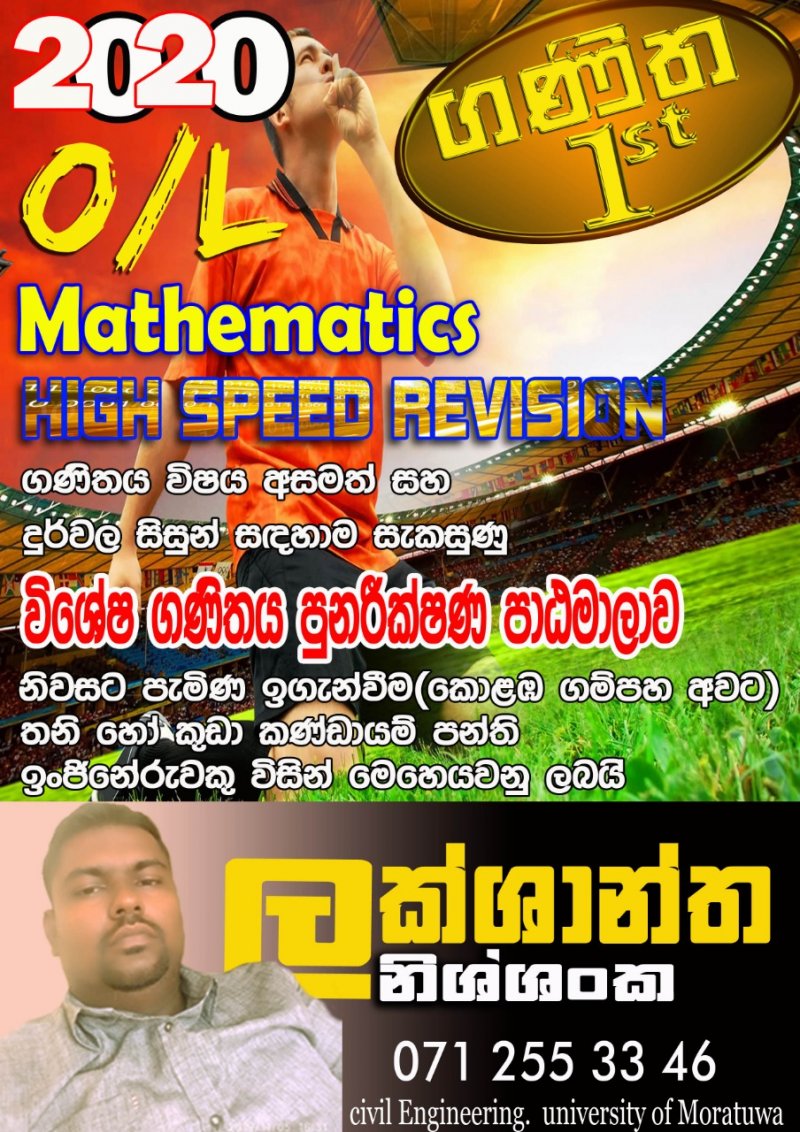 2020
ගණිත
1st
O/L
Mathematics
HIGH SPEED REVISION
ගණිතය විෂය අසමත් සහ
දුර්වල සිසුන් සඳහාම සැකසුණු
විශේෂ ගණිතය පුනරීක්ෂණ පාඨමාලාව
නිවසට පැමිණ ඉගැන්වීම(කොළඹ ගම්පහ අවට)
තනි හෝ කුඩා කණ්ඩායම් පන්ති
ඉංජිනේරුවකු විසින් මෙහෙයවනු ලබයි
ලක්ශාන්ත
නිශ්ශංක
071 255 33 46
civil Engineering. university of Moratuwa